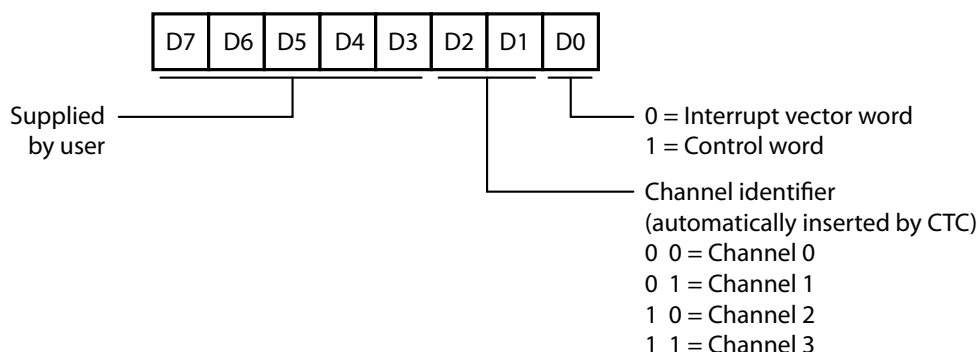 D7 D6 D5 D4 D3 D2 D1 D0
Supplied
by user
0 = Interrupt vector word
1 = Control word
Channel identifier
(automatically inserted by CTC)
0 0 = Channel 0
0 1 = Channel 1
1 0 = Channel 2
1 1 = Channel 3